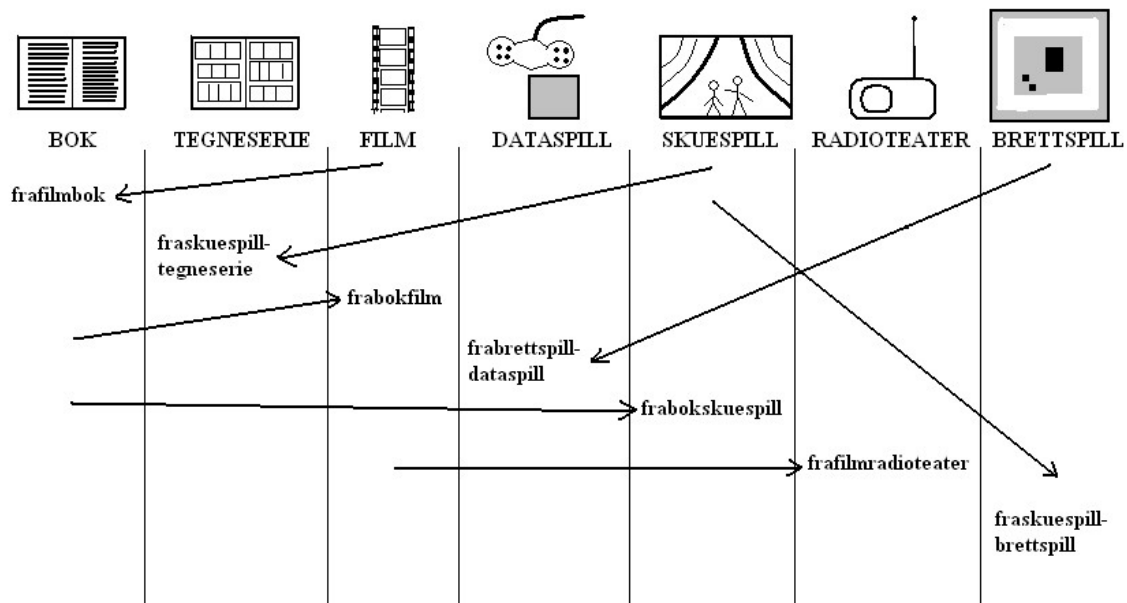 BOK
TEGNESERIE
FILM
DATASPILL
SKUESPILL
RADIOTEATER
BRETTSPILL
frafilmbok
fraskuespill-
tegneserie
frabokfilm
frabrettspill-
dataspill
frabokskuespill
frafilmradioteater
fraskuespill-
brettspill